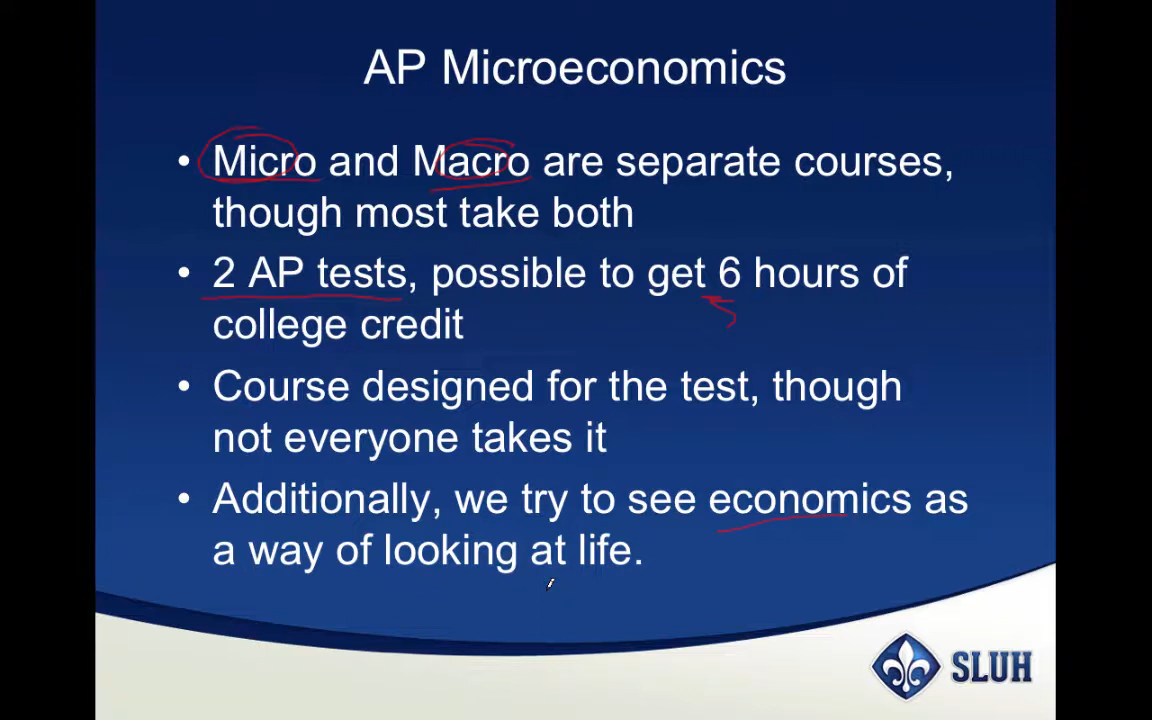 AP Microeconomics
• Micro and Macro are separate courses,
though most take both
• 2 AP tests, possible to get 6 hours of
college credit
• Course designed for the test, though
not everyone takes it
• Additionally, we try to see economics as
a way of looking at life.
SLUH